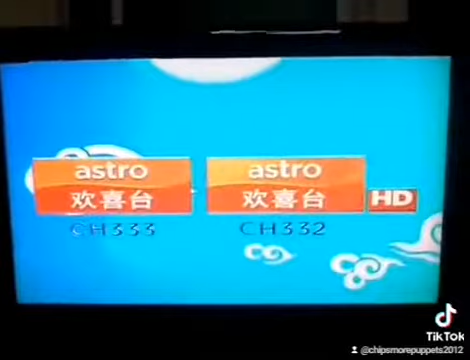 astro
欢喜台
CH333
astro
欢喜台
HD
CH332
TikTok
@chipsmorepuppets2012